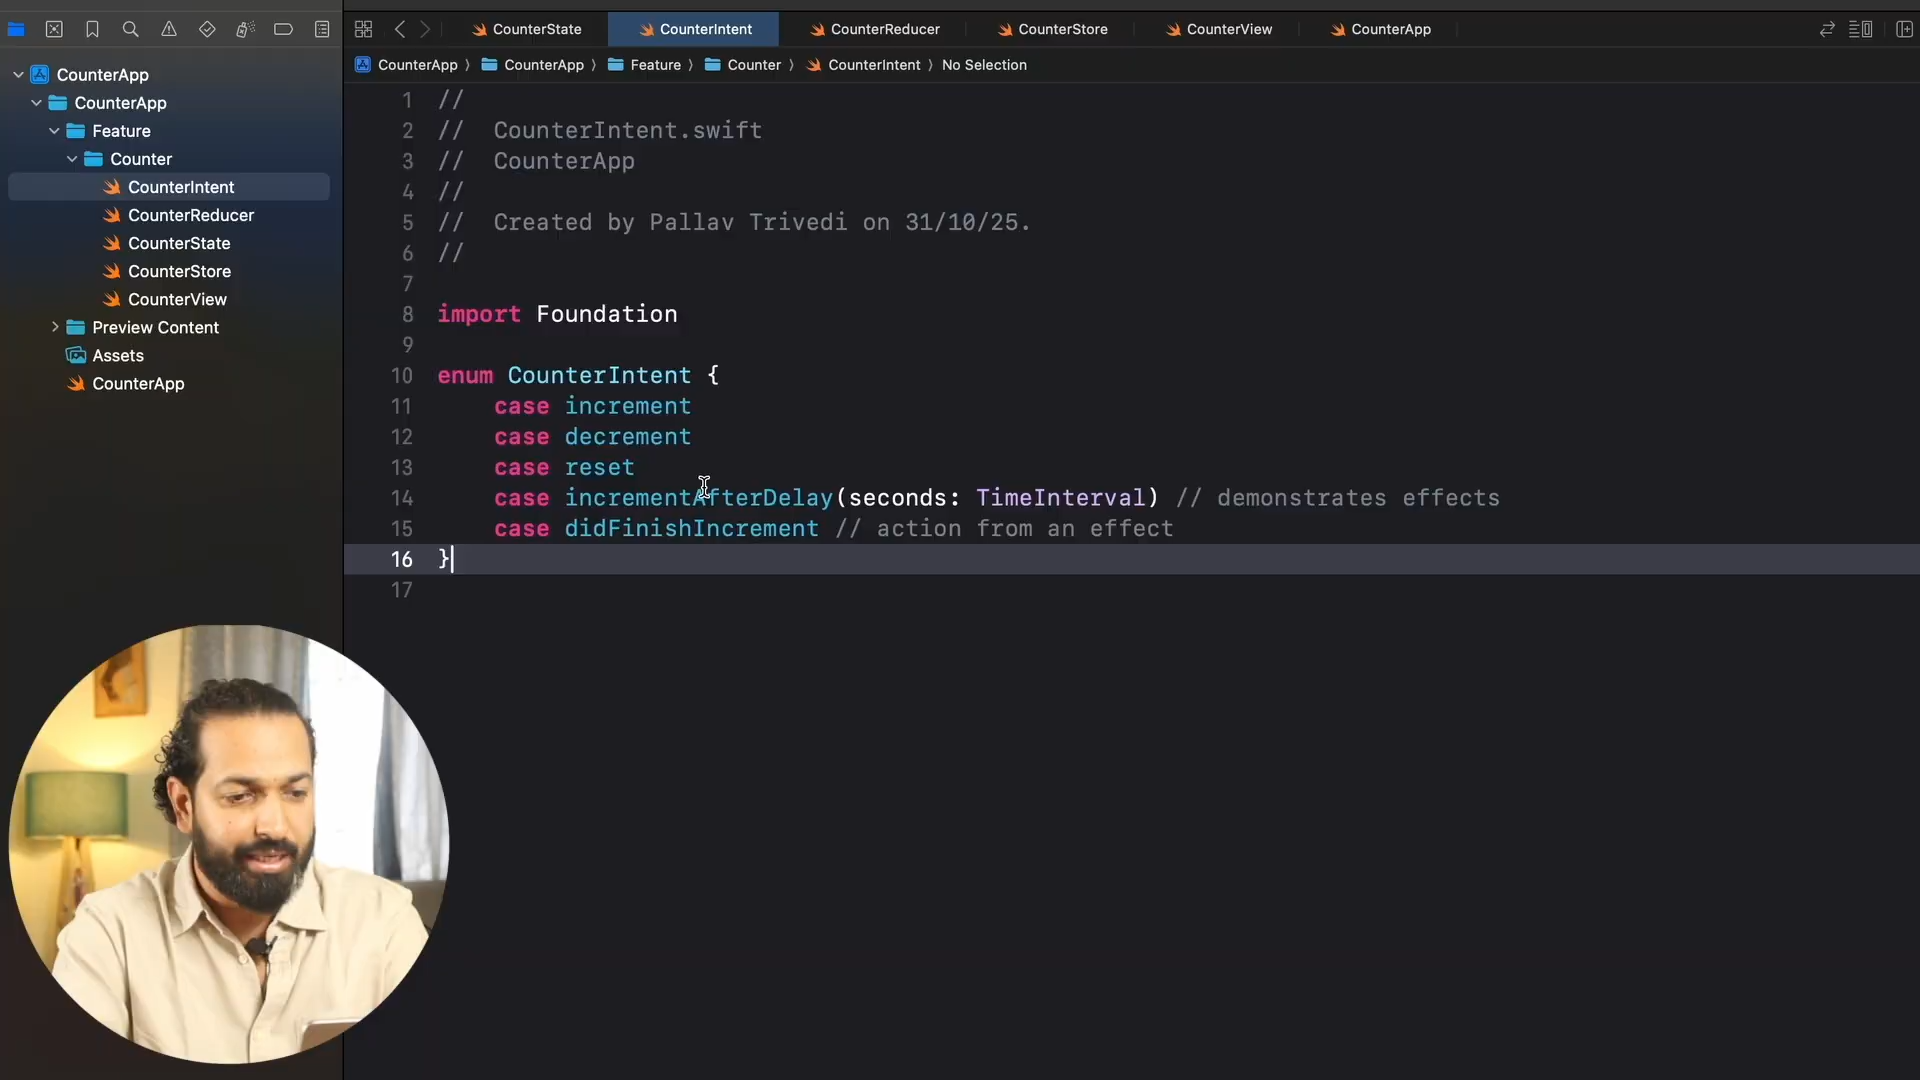 CounterState
CounterIntent
CounterReducer
CounterStore
CounterView
CounterApp
CounterApp 〉 CounterApp 〉 Feature 〉 Counter 〉 CounterIntent 〉 No Selection
CounterApp
CounterApp
Feature
Counter
CounterIntent
CounterReducer
CounterState
CounterStore
CounterView
Preview Content
Assets
CounterApp
1 //
2 //  CounterIntent.swift
3 //  CounterApp
4 //
5 //  Created by Pallav Trivedi on 31/10/25.
6 //
7
8 import Foundation
9
10 enum CounterIntent {
11     case increment
12     case decrement
13     case reset
14     case incrementAfterDelay(seconds: TimeInterval) // demonstrates effects
15     case didFinishIncrement // action from an effect
16 }
17